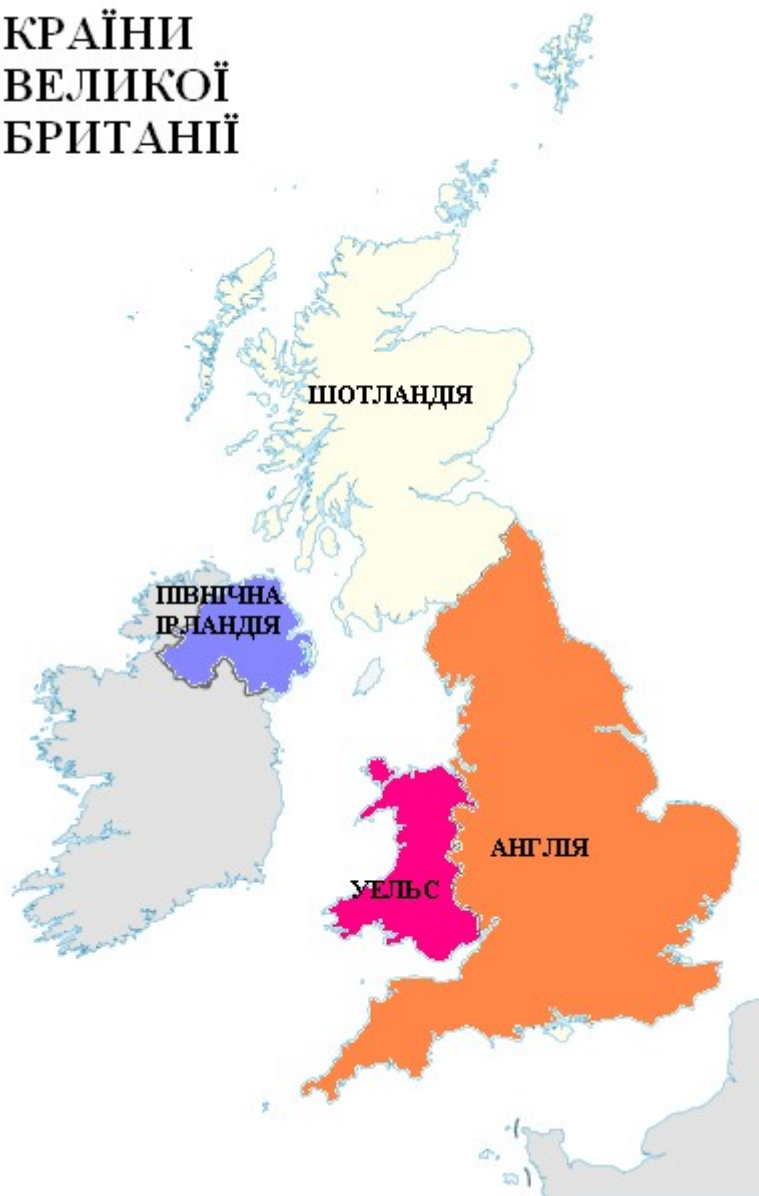 КРАЇНИ
ВЕЛИКОЇ
БРИТАНІЇ
ШОТЛАНДІЯ
ПІВНІЧНА
ІРЛАНДІЯ
АНГЛІЯ
УЕЛЬС